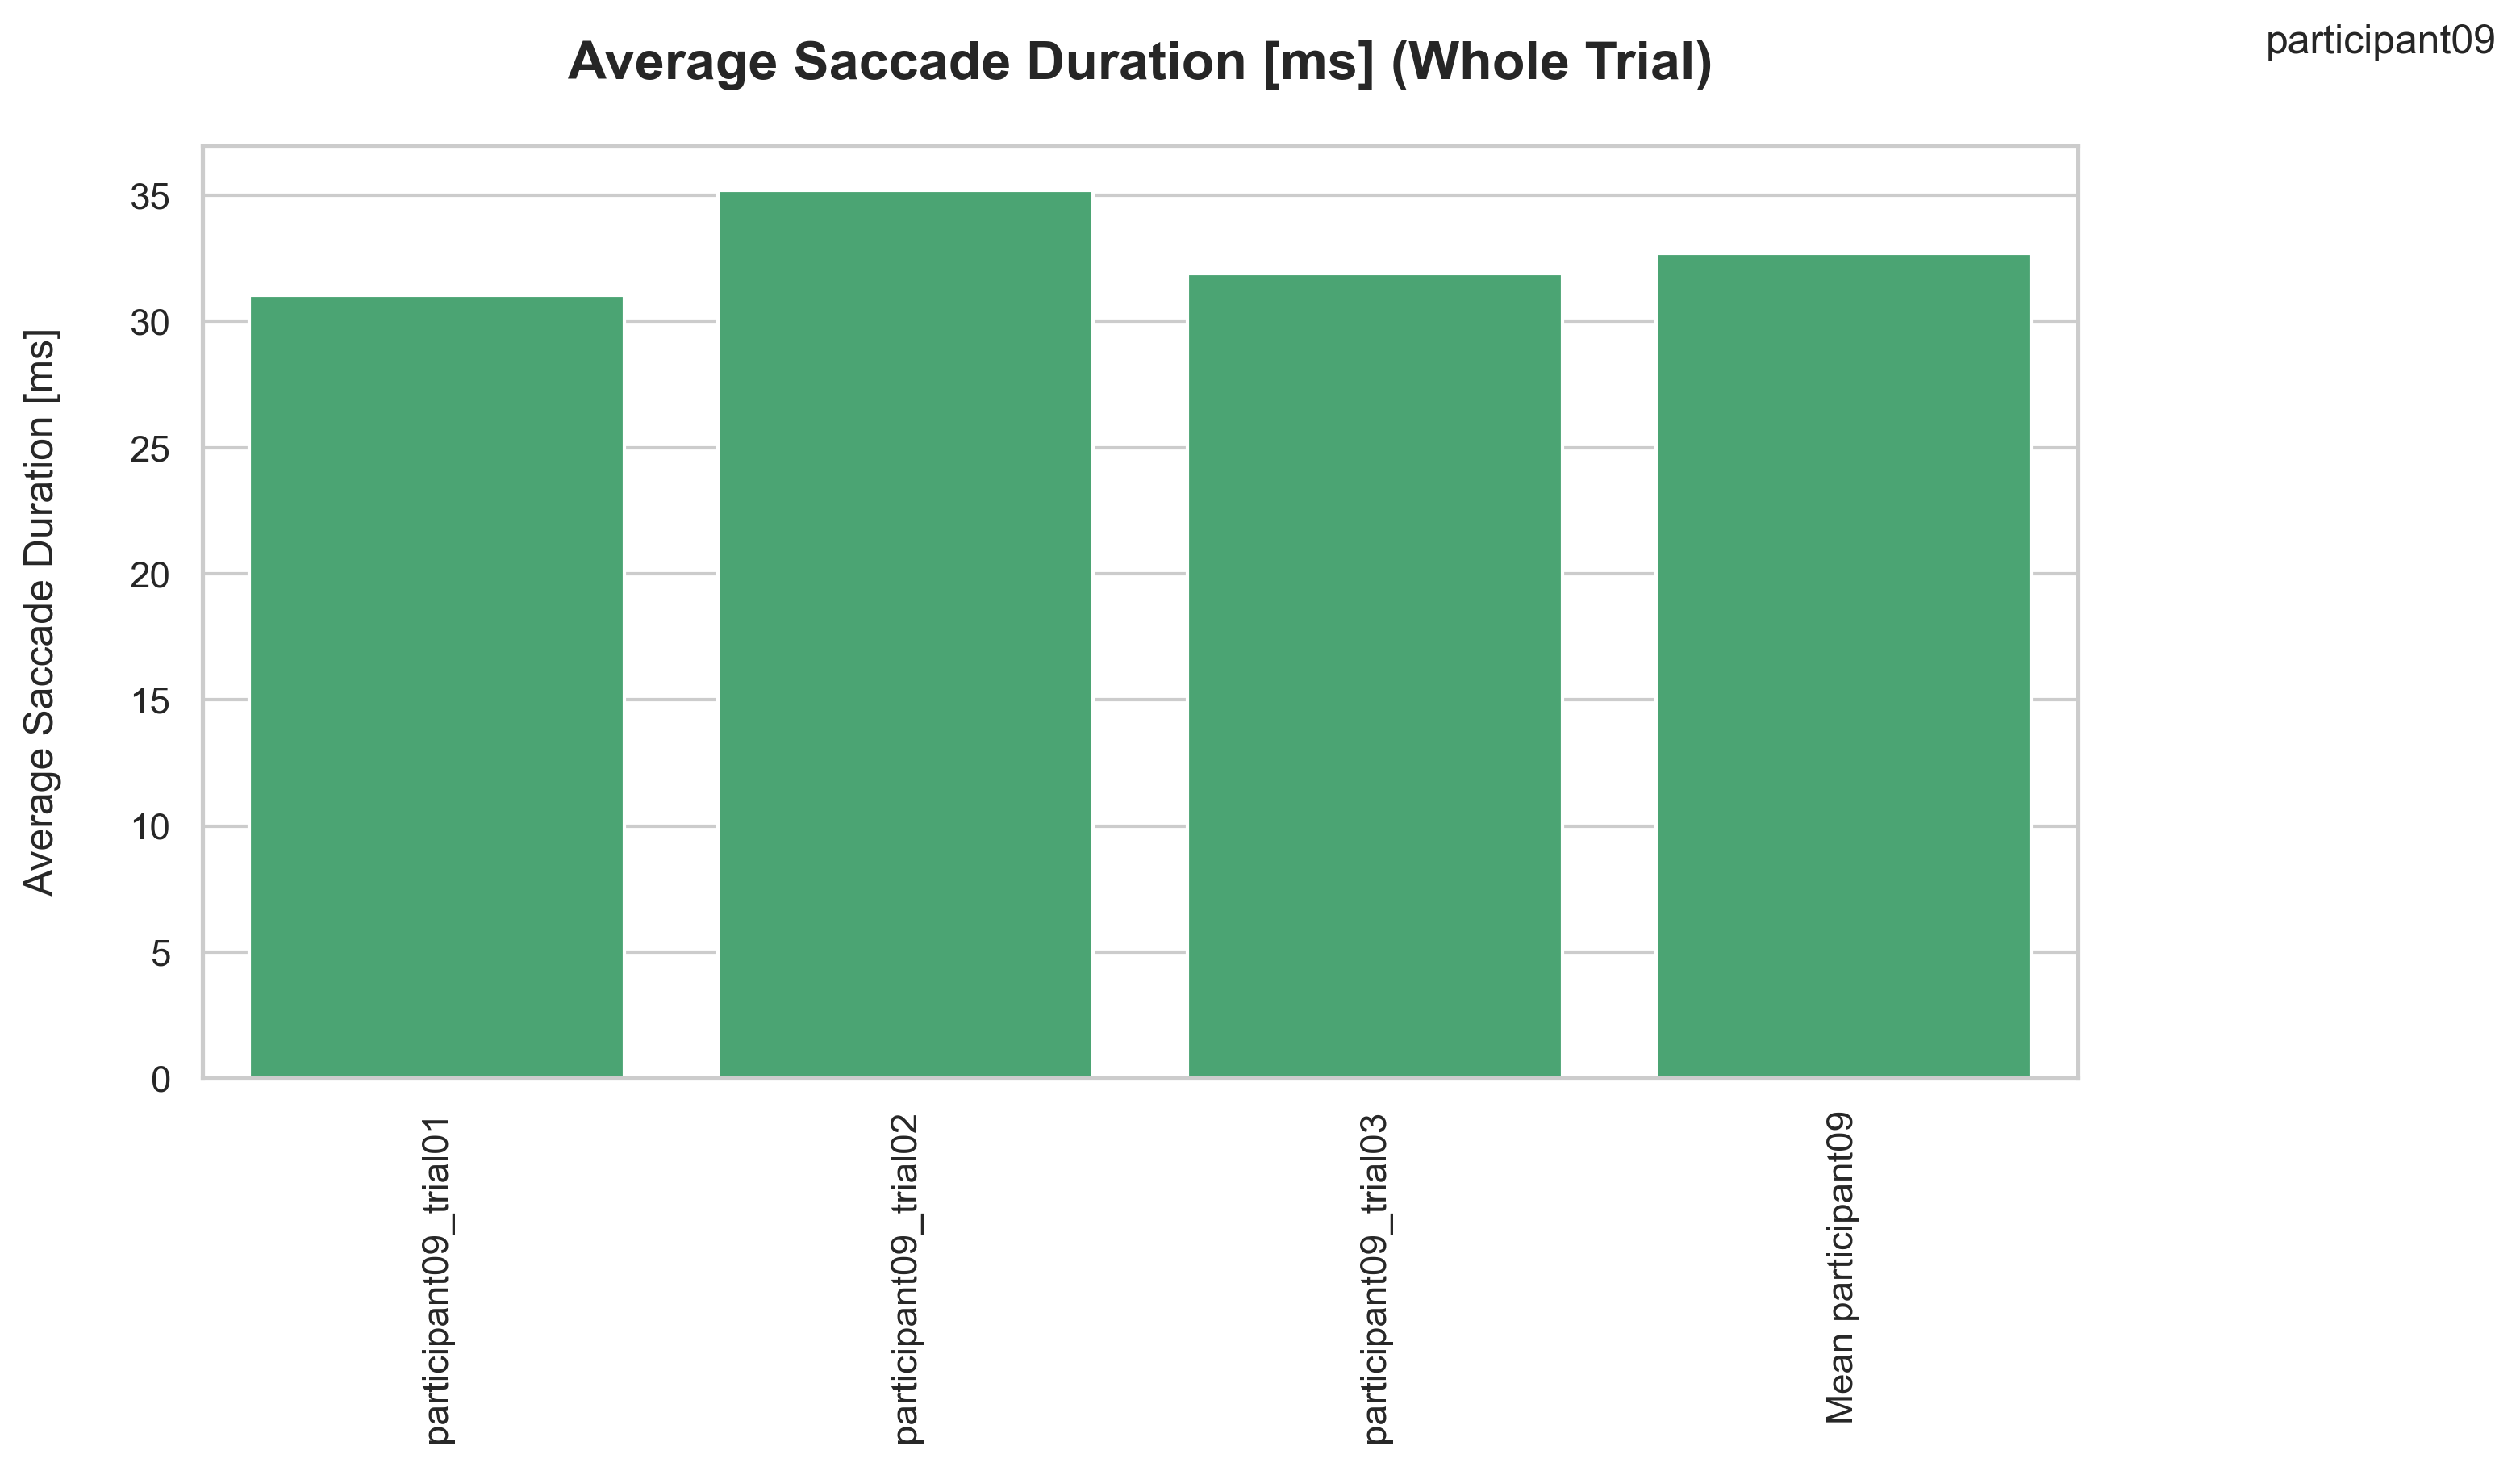 participant09
Average Saccade Duration [ms] (Whole Trial)
Average Saccade Duration [ms]
35
30
25
20
15
10
5
0
participant09_trial01
participant09_trial02
participant09_trial03
Mean participant09